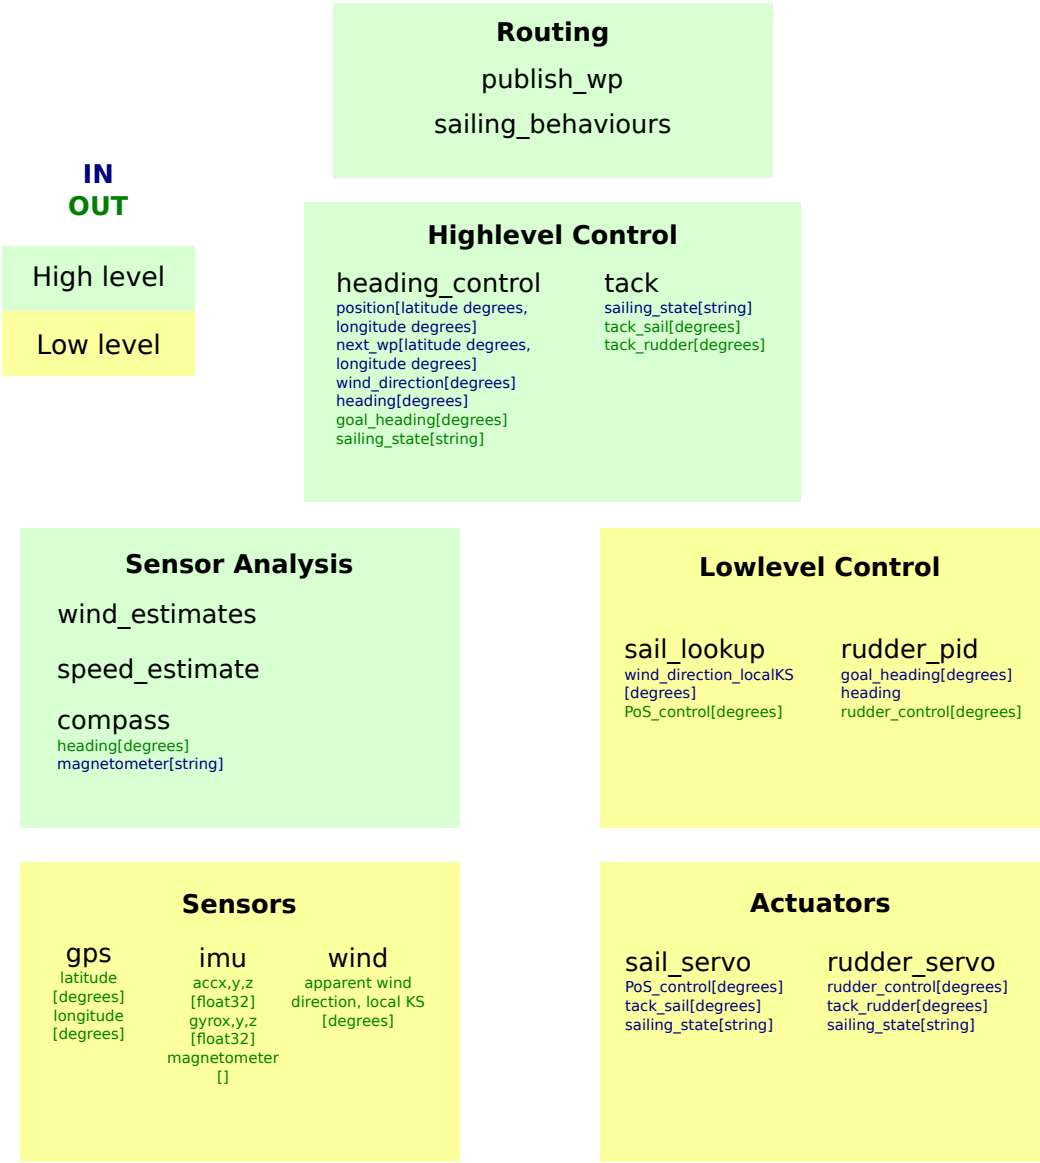 Routing
publish_wp
sailing_behaviours
IN
OUT
High level
Low level
Highlevel Control
heading_control
position[latitude degrees,
longitude degrees]
next_wp[latitude degrees,
longitude degrees]
wind_direction[degrees]
heading[degrees]
goal_heading[degrees]
sailing_state[string]
tack
sailing_state[string]
tack_sail[degrees]
tack_rudder[degrees]
Sensor Analysis
wind_estimates
speed_estimate
compass
heading[degrees]
magnetometer[string]
Lowlevel Control
sail_lookup
wind_direction_localKS
[degrees]
PoS_control[degrees]
rudder_pid
goal_heading[degrees]
heading
rudder_control[degrees]
Sensors
gps
latitude
[degrees]
longitude
[degrees]
imu
accx,y,z
[float32]
gyrox,y,z
[float32]
magnetometer
[]
wind
apparent wind
direction, local KS
[degrees]
Actuators
sail_servo
PoS_control[degrees]
tack_sail[degrees]
sailing_state[string]
rudder_servo
rudder_control[degrees]
tack_rudder[degrees]
sailing_state[string]